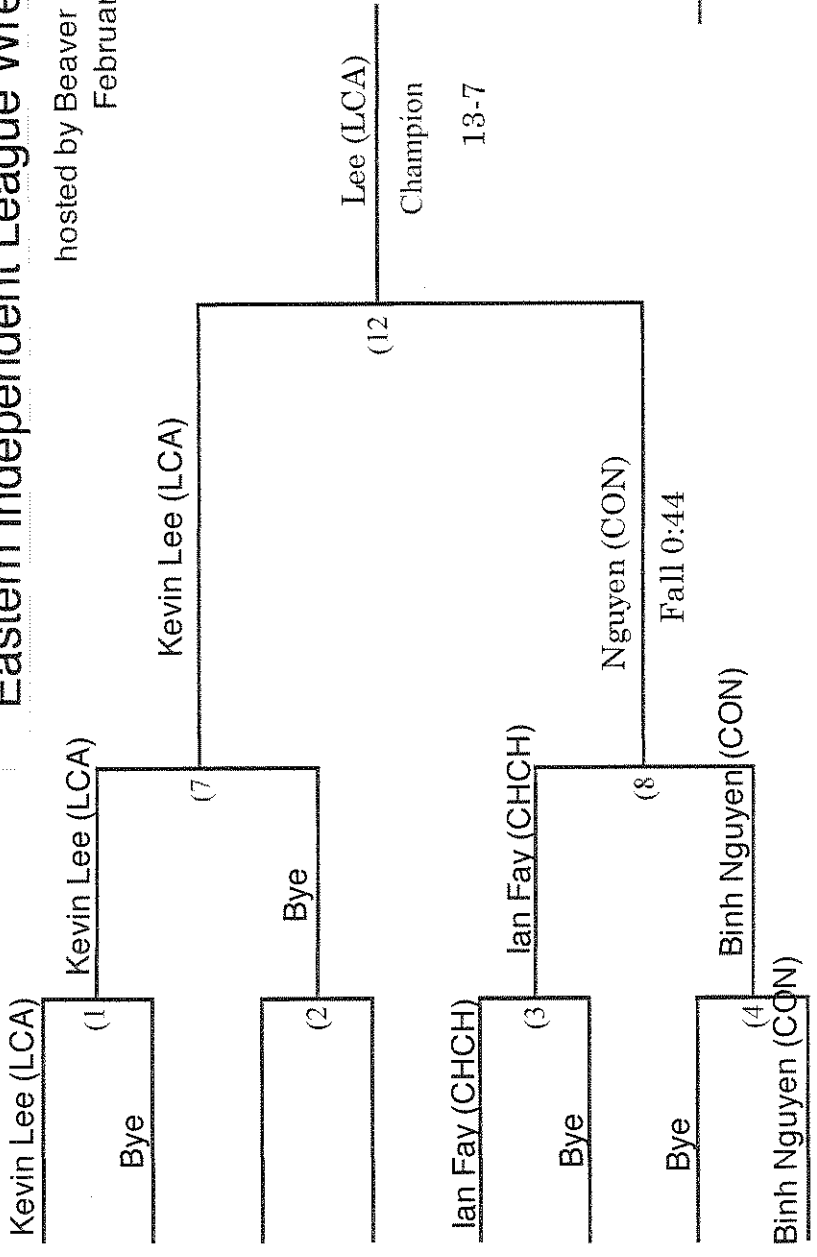 Eastern Independent League
hosted by Beaver
Kevin Lee (LCA)
(1
Bye
Kevin Lee (LCA)
(7
(2
Bye
Kevin Lee (LCA)
(12
Ian Fay (CHCH)
(3
Bye
Ian Fay (CHCH)
(8
Bye
(4
Binh Nguyen (CON)
Binh Nguyen (CON)
Nguyen (CON)
Fall 0:44
Lee (LCA)
Champion
13-7